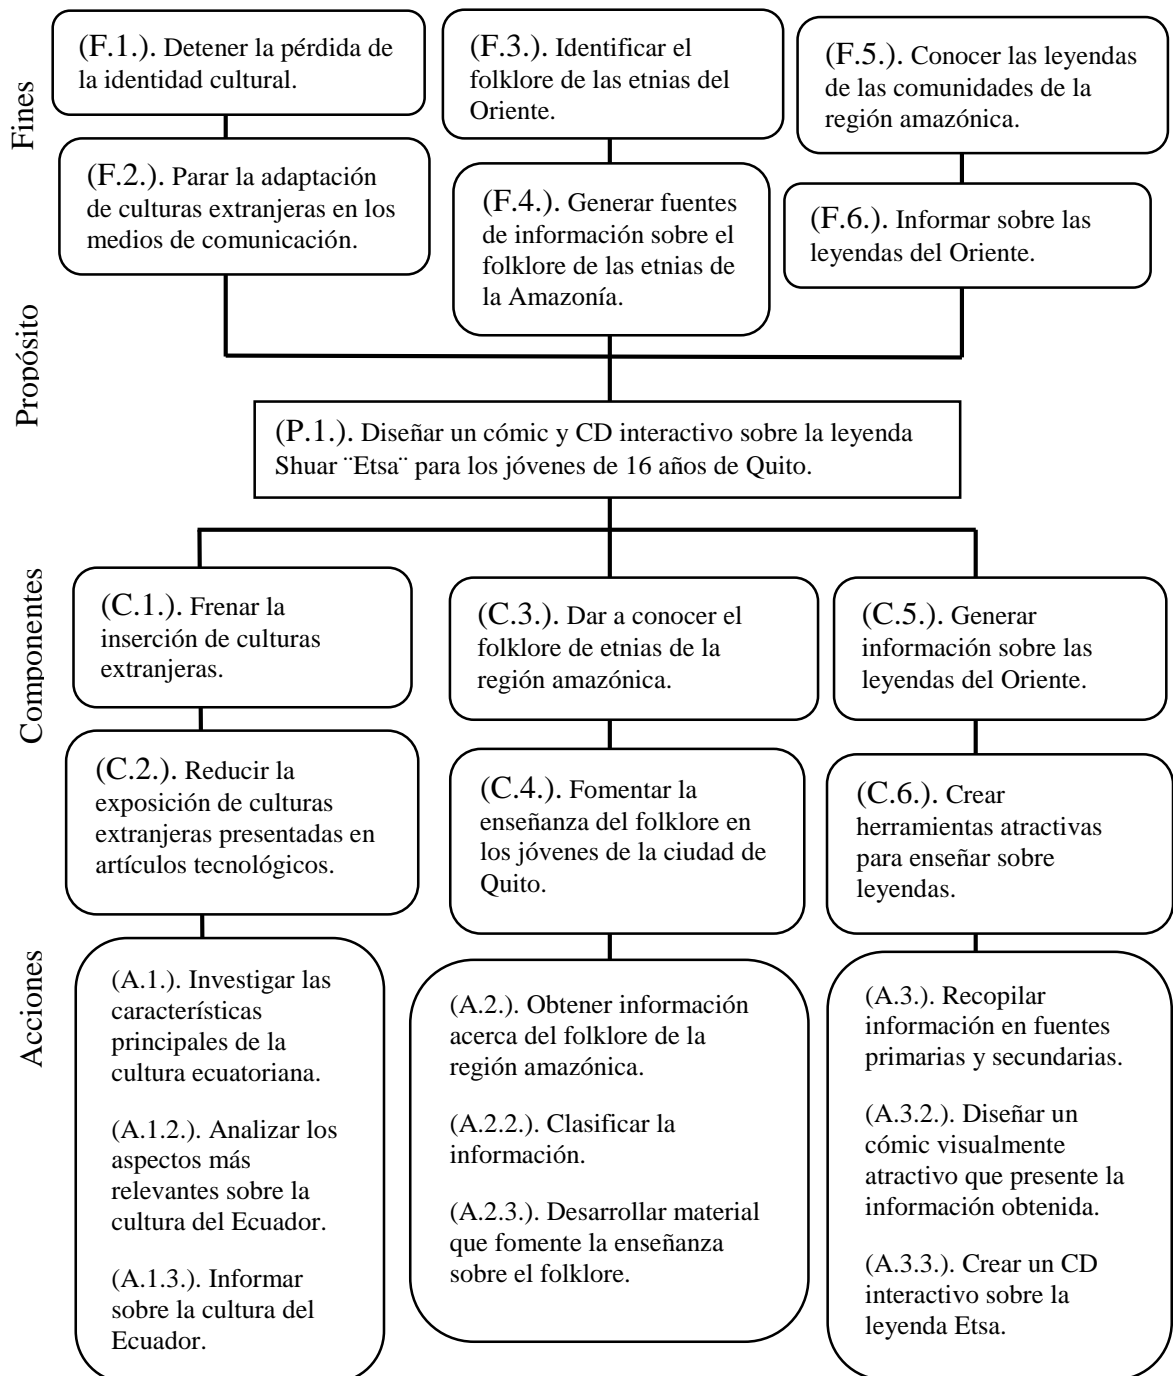 Fines
(F.1.). Detener la pérdida de
la identidad cultural.
(F.2.). Parar la adaptación
de culturas extranjeras en los
medios de comunicación.
(F.3.). Identificar el
folklore de las etnias del
Oriente.
(F.4.). Generar fuentes
de información sobre el
folklore de las etnias de
la Amazonía.
(F.5.). Conocer las leyendas
de las comunidades de la
región amazónica.
(F.6.). Informar sobre las
leyendas del Oriente.
Propósito
(P.1.). Diseñar un cómic y CD interactivo sobre la leyenda
Shuar ¨Etsa¨ para los jóvenes de 16 años de Quito.
Componentes
(C.1.). Frenar la
inserción de culturas
extranjeras.
(C.2.). Reducir la
exposición de culturas
extranjeras presentadas en
artículos tecnológicos.
(C.3.). Dar a conocer el
folklore de etnias de la
región amazónica.
(C.4.). Fomentar la
enseñanza del folklore en
los jóvenes de la ciudad de
Quito.
(C.5.). Generar
información sobre las
leyendas del Oriente.
(C.6.). Crear
herramientas atractivas
para enseñar sobre
leyendas.
Acciones
(A.1.). Investigar las
características
principales de la
cultura ecuatoriana.
(A.1.2.). Analizar los
aspectos más
relevantes sobre la
cultura del Ecuador.
(A.1.3.). Informar
sobre la cultura del
Ecuador.
(A.2.). Obtener información
acerca del folklore de la
región amazónica.
(A.2.2.). Clasificar la
información.
(A.2.3.). Desarrollar material
que fomente la enseñanza
sobre el folklore.
(A.3.). Recopilar
información en fuentes
primarias y secundarias.
(A.3.2.). Diseñar un
cómic visualmente
atractivo que presente la
información obtenida.
(A.3.3.). Crear un CD
interactivo sobre la
leyenda Etsa.